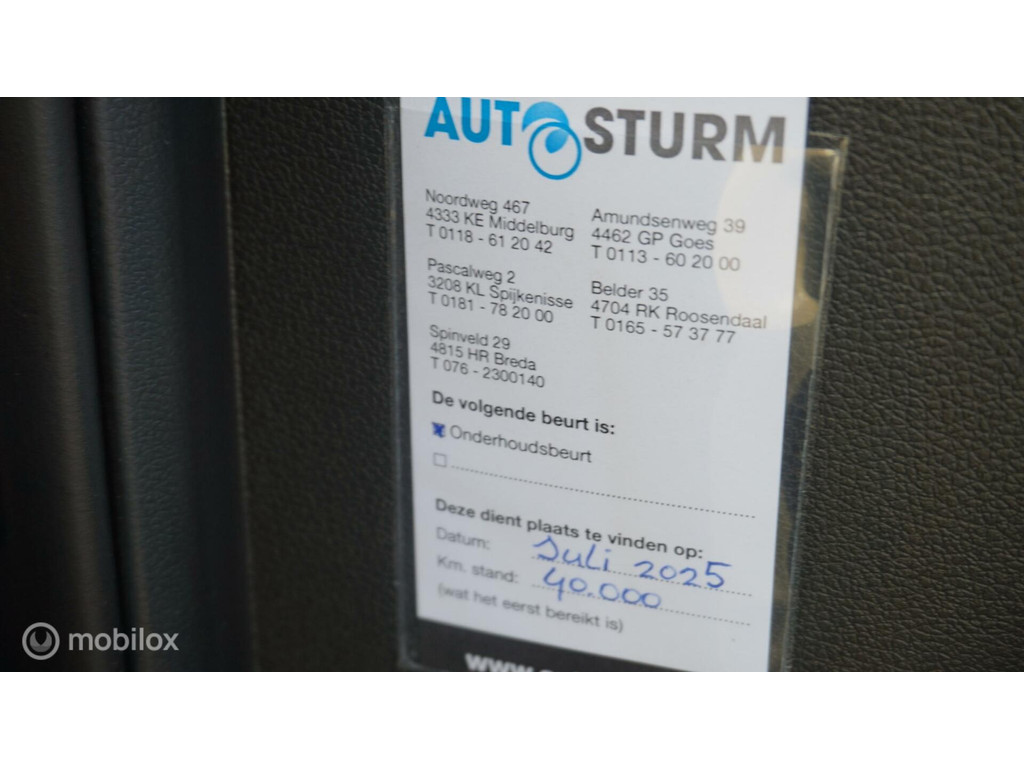 AUTO STURM
Noordweg 467
4333 KE Middelburg
T 0118 - 61 20 42
Amundsenweg 39
4462 GP Goes
T 0113 - 60 20 00
Pascalweg 2
3208 KL Spijkenisse
T 0181 - 78 20 00
Belder 35
4704 RK Roosendaal
T 0165 - 57 37 77
Spinveld 29
4815 HR Breda
T 076 - 2300140
De volgende beurt is:
Onderhoudsbeurt
Deze dient plaats te vinden op:
Datum: Juli 2025
Km. stand: 40.000
(wat het eerst bereikt is)
www.
mobilox